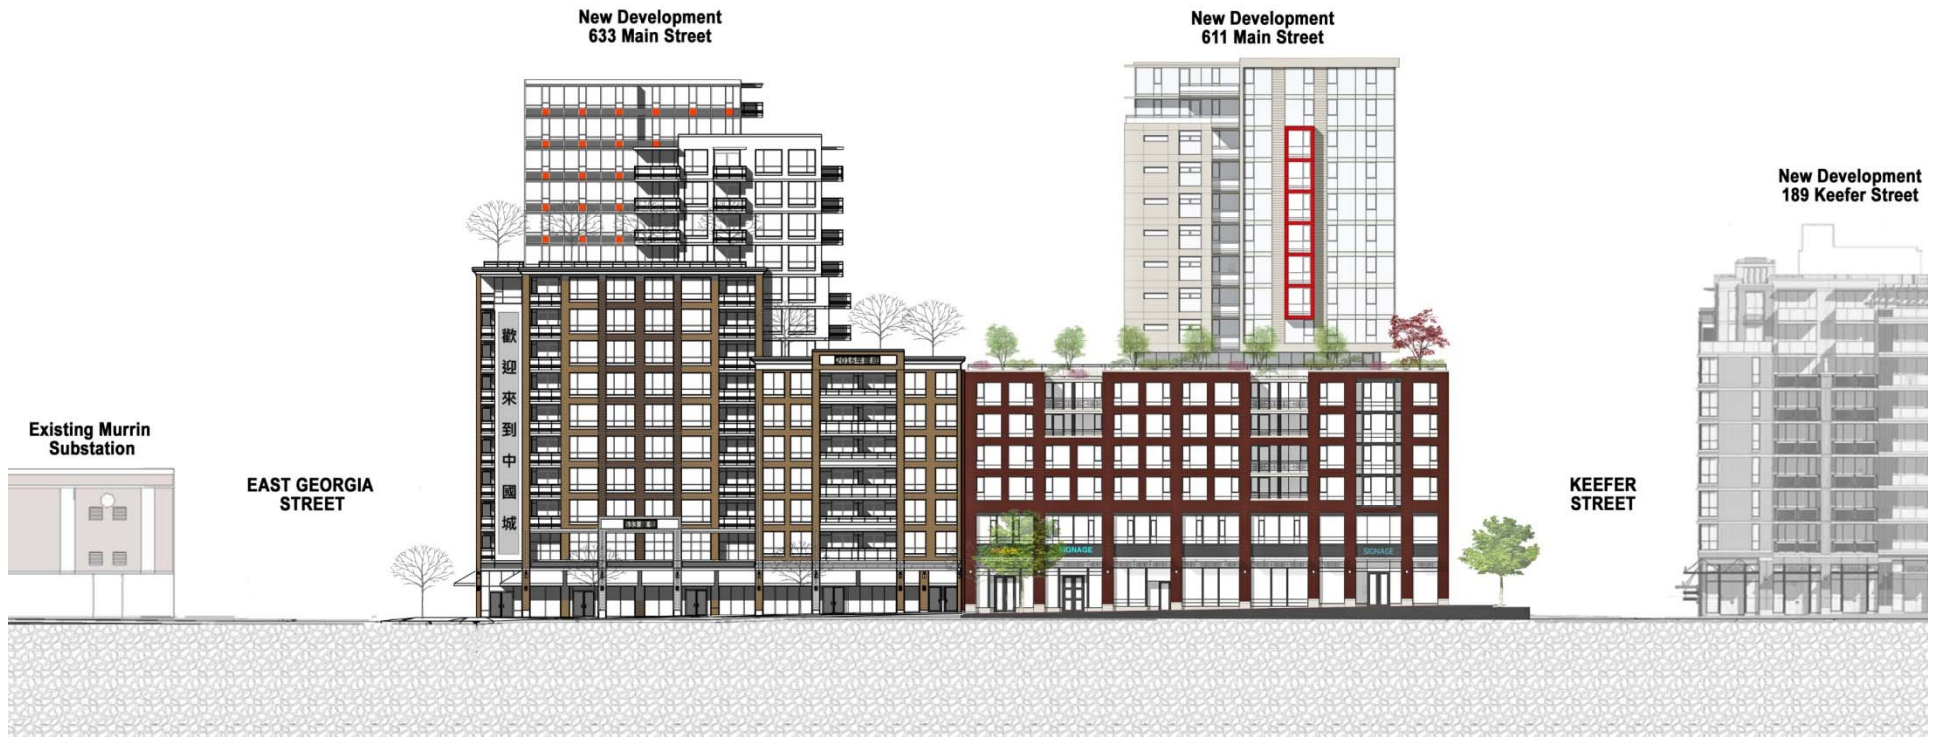 New Development
633 Main Street
New Development
611 Main Street
New Development
189 Keefer Street
Existing Murrin
Substation
EAST GEORGIA
STREET
歡迎來到中國城
KEEFER
STREET
SIGNAGE
SIGNAGE